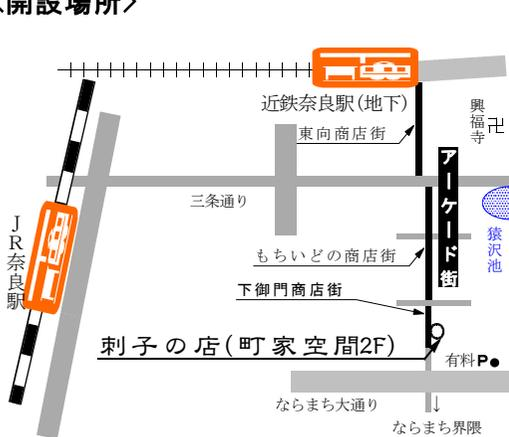 開設場所>
近鉄奈良駅(地下)
東向商店街
興福寺
卍
アーケード街
三条通り
猿沢池
JR奈良駅
もちいどの商店街
下御門商店街
刺子の店(町家空間2F)
有料P●
ならまち大通り
↓
ならまち界隈